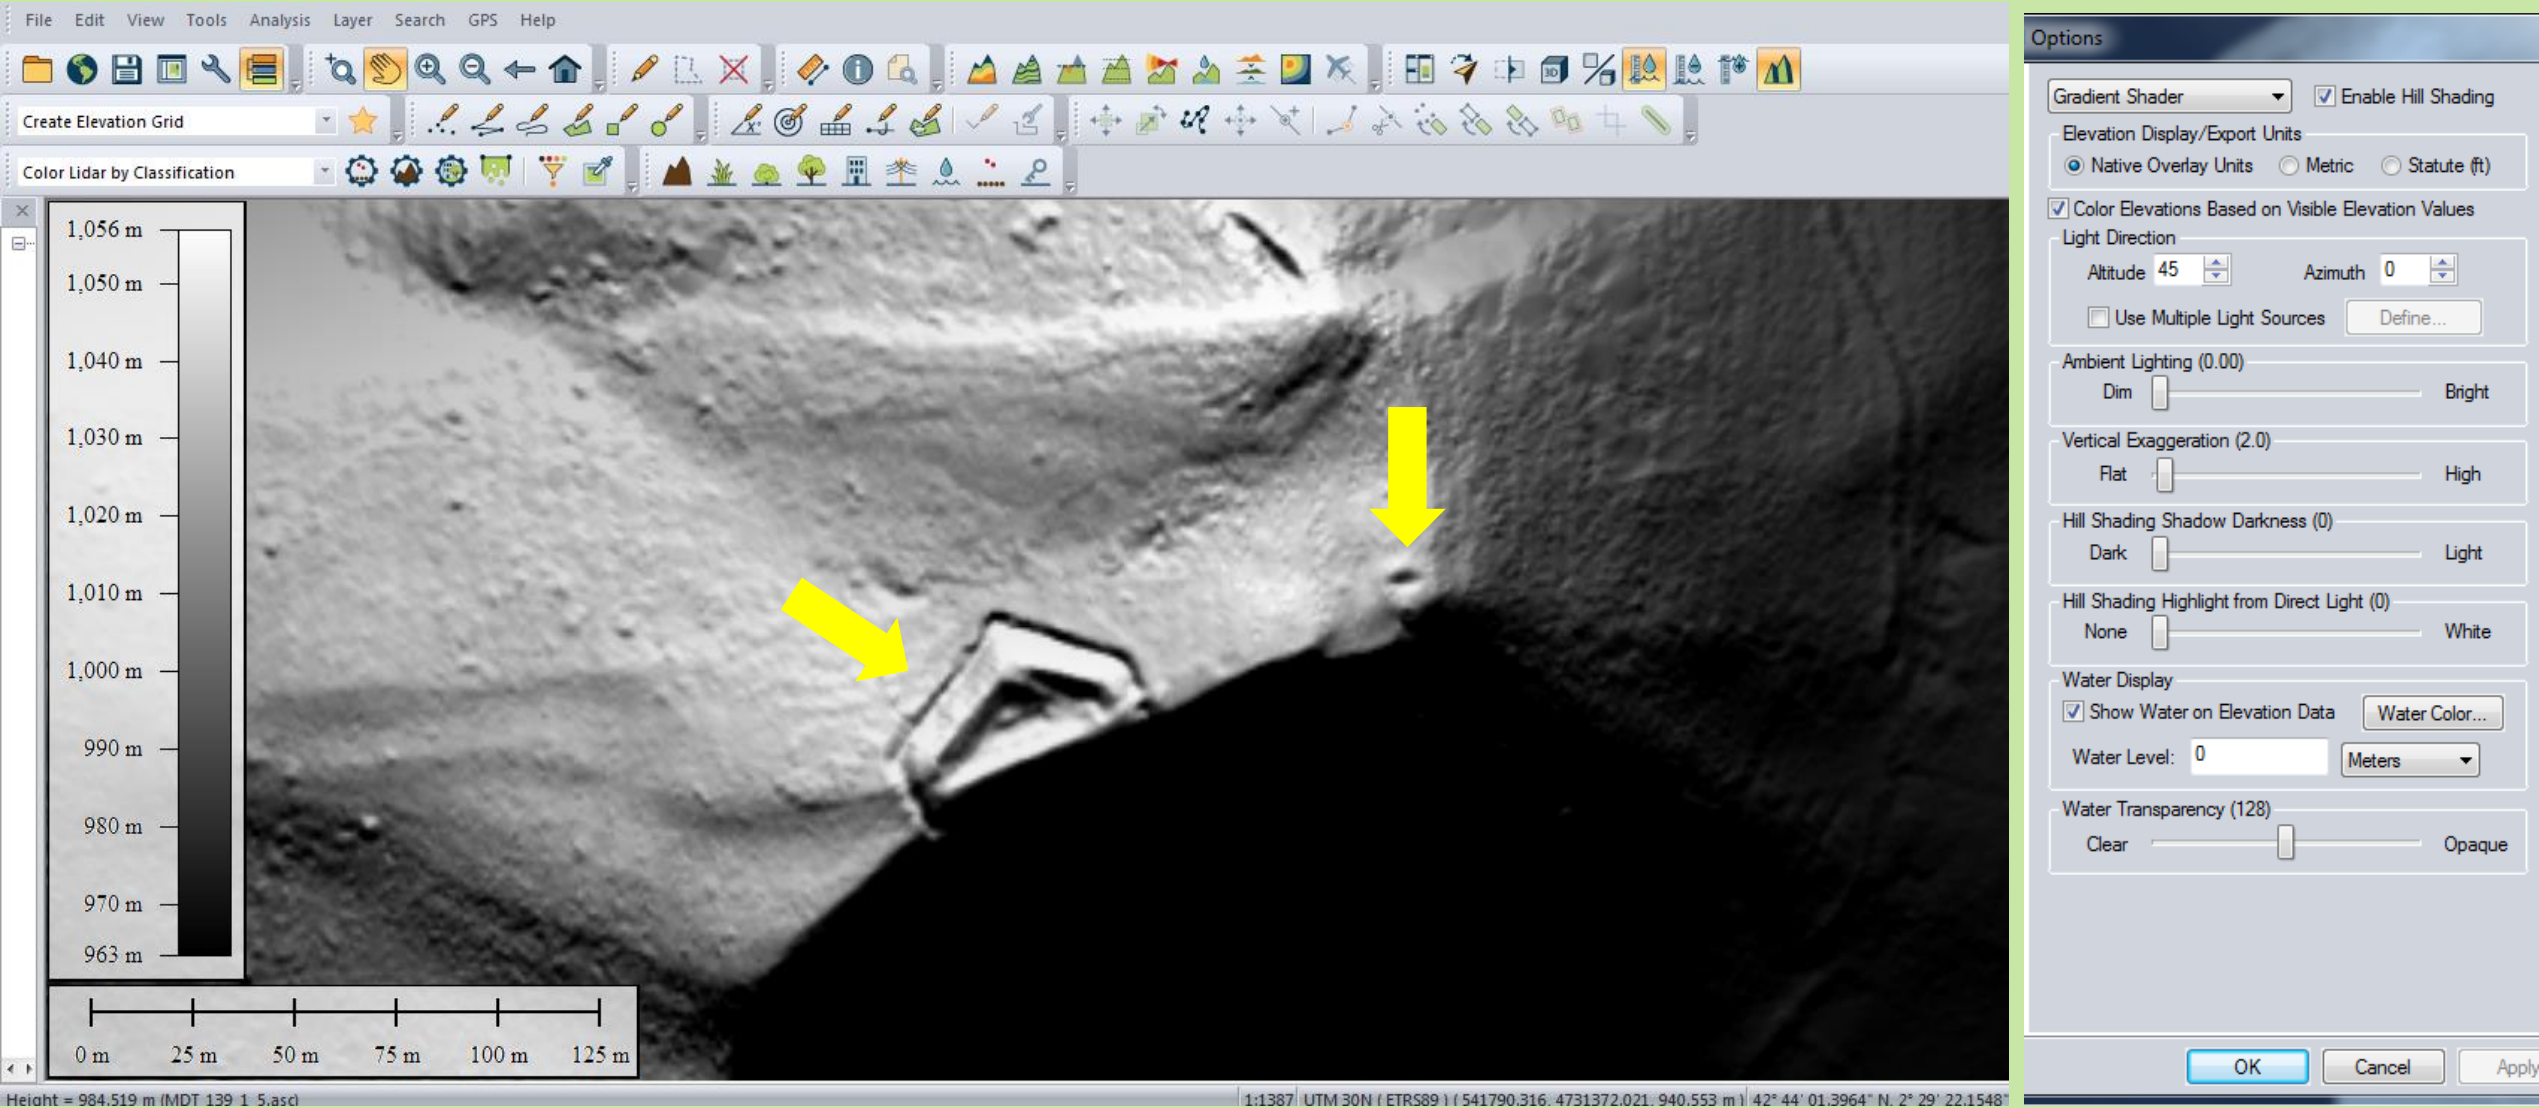 File Edit View Tools Analysis Layer Search GPS Help
3D
Create Elevation Grid
Color Lidar by Classification
1,056 m
1,050 m
1,040 m
1,030 m
1,020 m
1,010 m
1,000 m
990 m
980 m
970 m
963 m
0 m 25 m 50 m 75 m 100 m 125 m
Height = 984.519 m (MDT 139 1 5.asc) 1:1387 UTM 30N ( ETRS89 ) ( 541790.316, 4731372.021, 940.553 m ) 42° 44' 01.3964" N, 2° 29' 22.1548"
Options
Gradient Shader Enable Hill Shading
Elevation Display/Export Units
Native Overlay Units Metric Statute (ft)
Color Elevations Based on Visible Elevation Values
Light Direction
Altitude 45 Azimuth 0
Use Multiple Light Sources Define...
Ambient Lighting (0.00)
Dim Bright
Vertical Exaggeration (2.0)
Flat High
Hill Shading Shadow Darkness (0)
Dark Light
Hill Shading Highlight from Direct Light (0)
None White
Water Display
Show Water on Elevation Data Water Color...
Water Level: 0 Meters
Water Transparency (128)
Clear Opaque
OK Cancel Apply